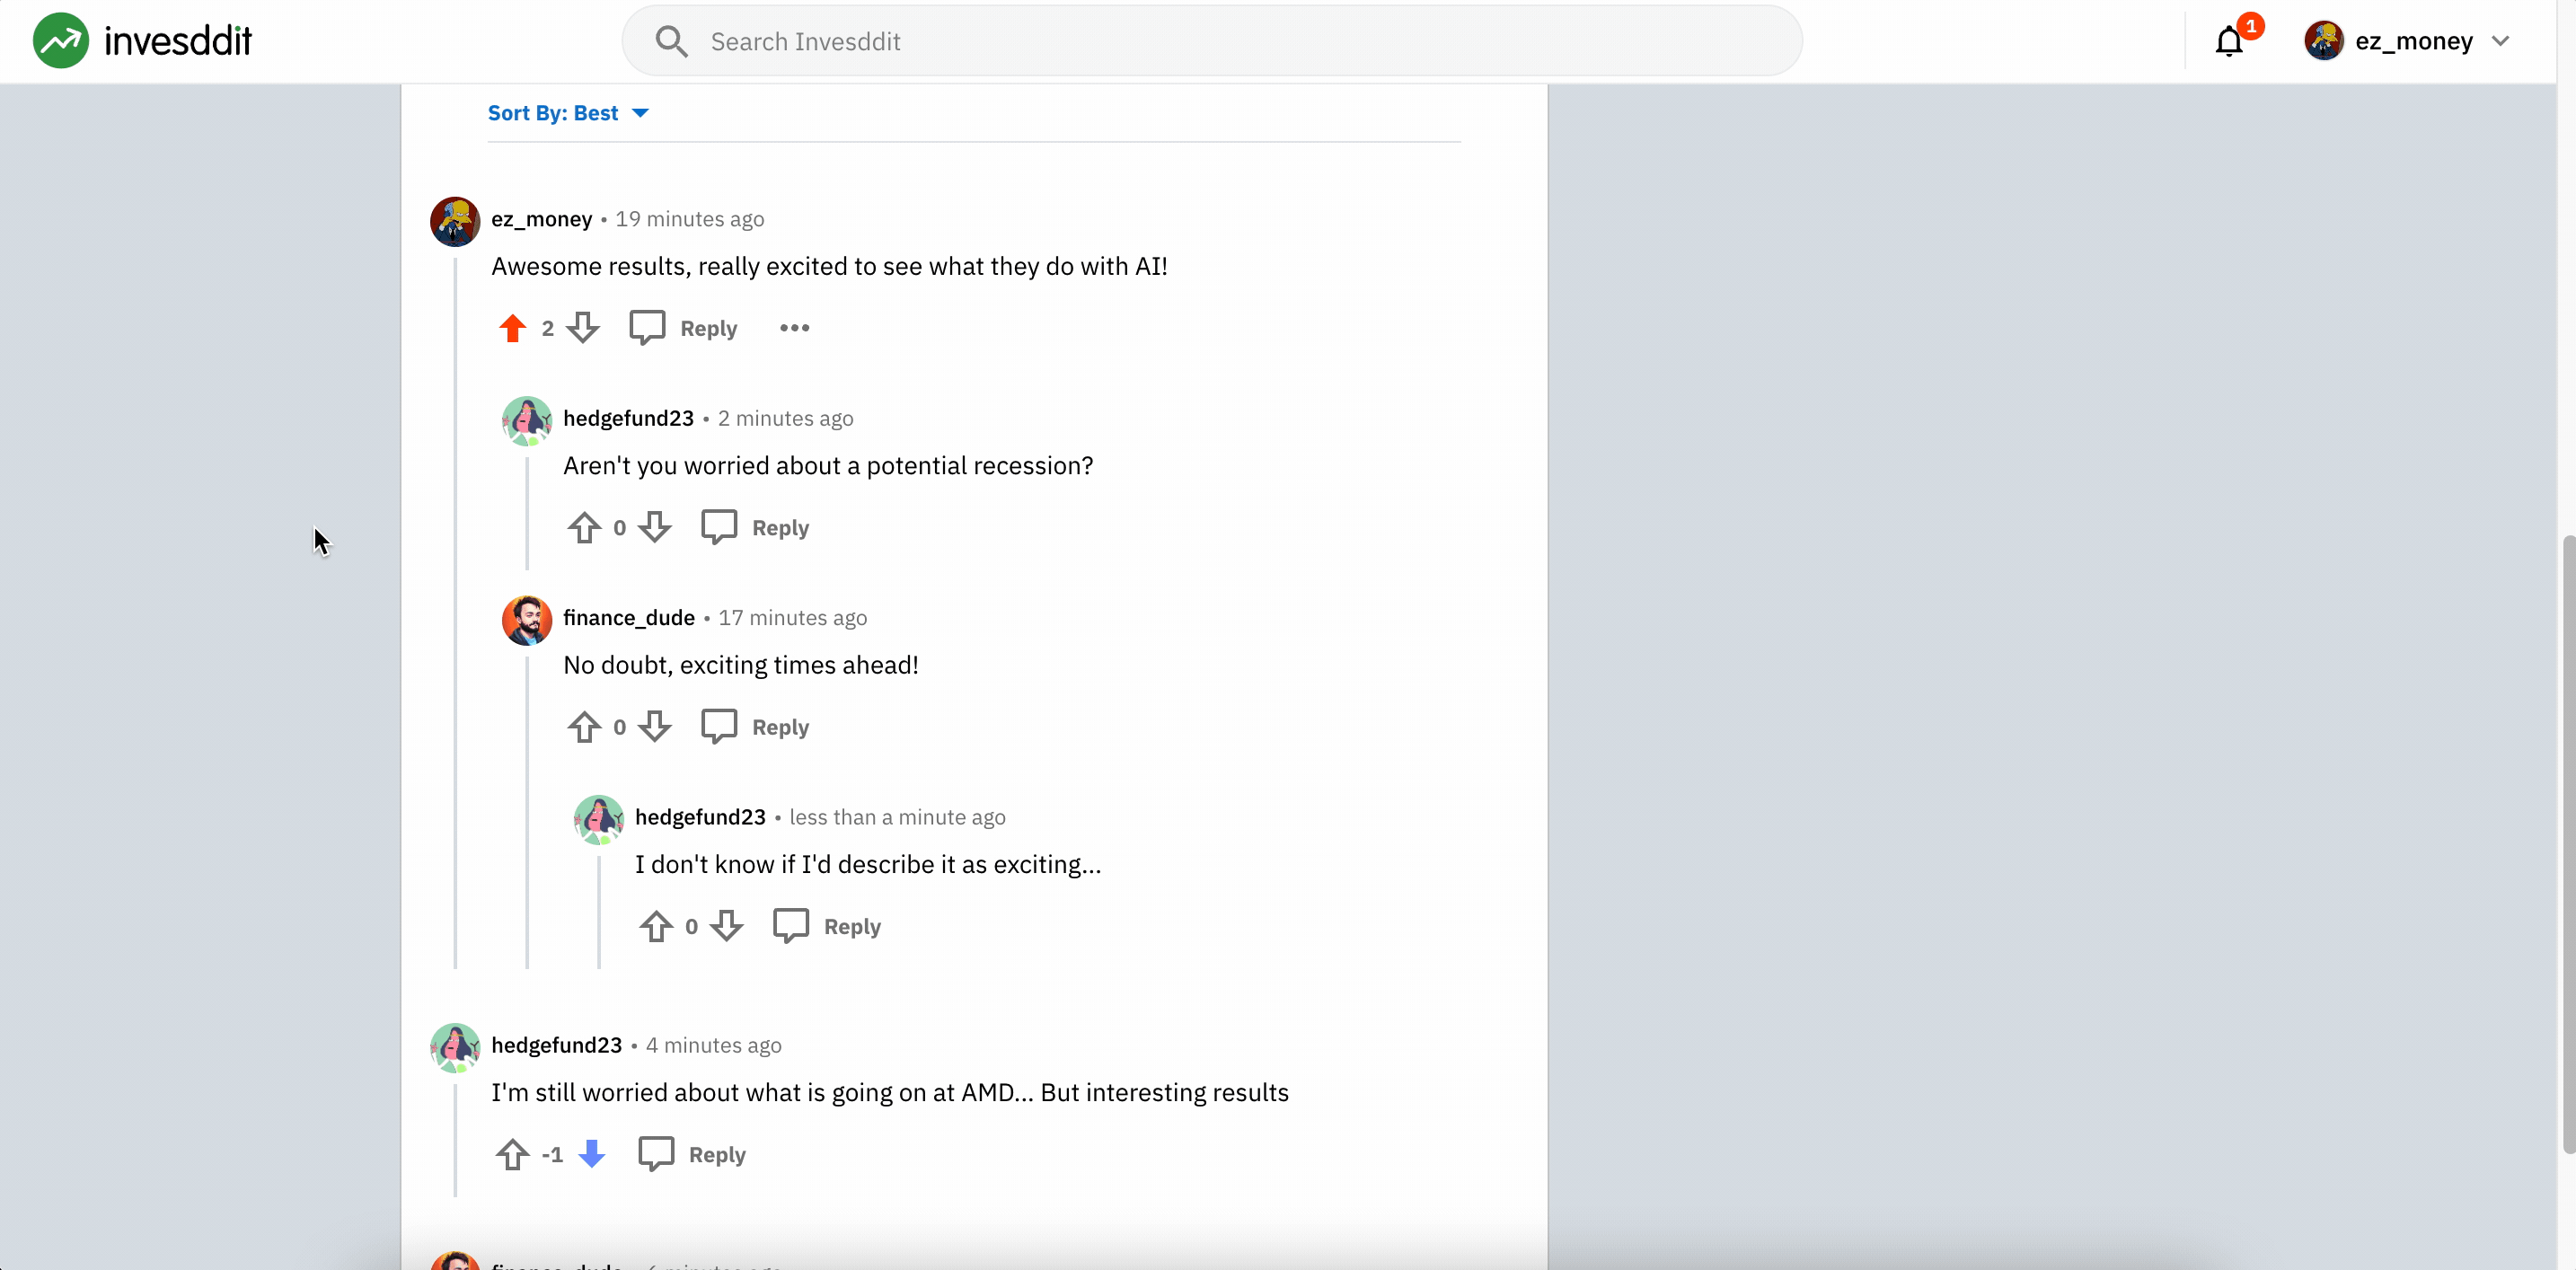 invesddit
Search Invesddit
1
ez_money
Sort By: Best
ez_money • 19 minutes ago
Awesome results, really excited to see what they do with AI!
2 Reply •••
hedgefund23 • 2 minutes ago
Aren't you worried about a potential recession?
0 Reply
finance_dude • 17 minutes ago
No doubt, exciting times ahead!
0 Reply
hedgefund23 • less than a minute ago
I don't know if I'd describe it as exciting...
0 Reply
hedgefund23 • 4 minutes ago
I'm still worried about what is going on at AMD... But interesting results
-1 Reply
finance_dude